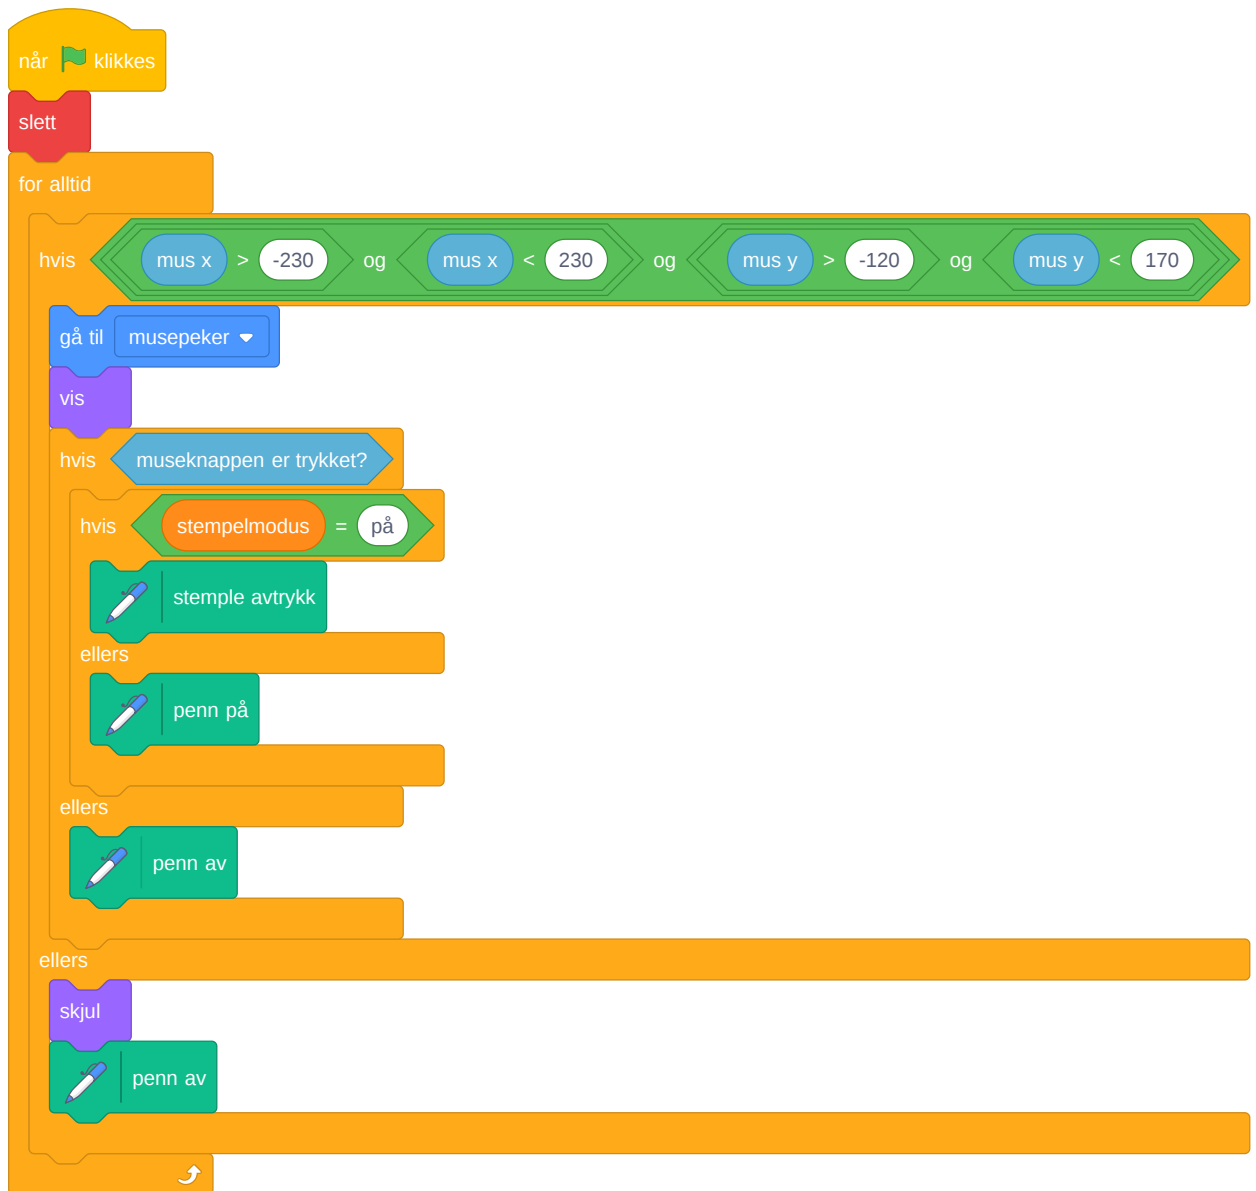 når klikkes
slett
for alltid
hvis mus x > -230 og mus x < 230 og mus y > -120 og mus y < 170
gå til musepeker
vis
hvis museknappen er trykket?
hvis stempelmodus = på
stemple avtrykk
ellers
penn på
ellers
penn av
ellers
skjul
penn av